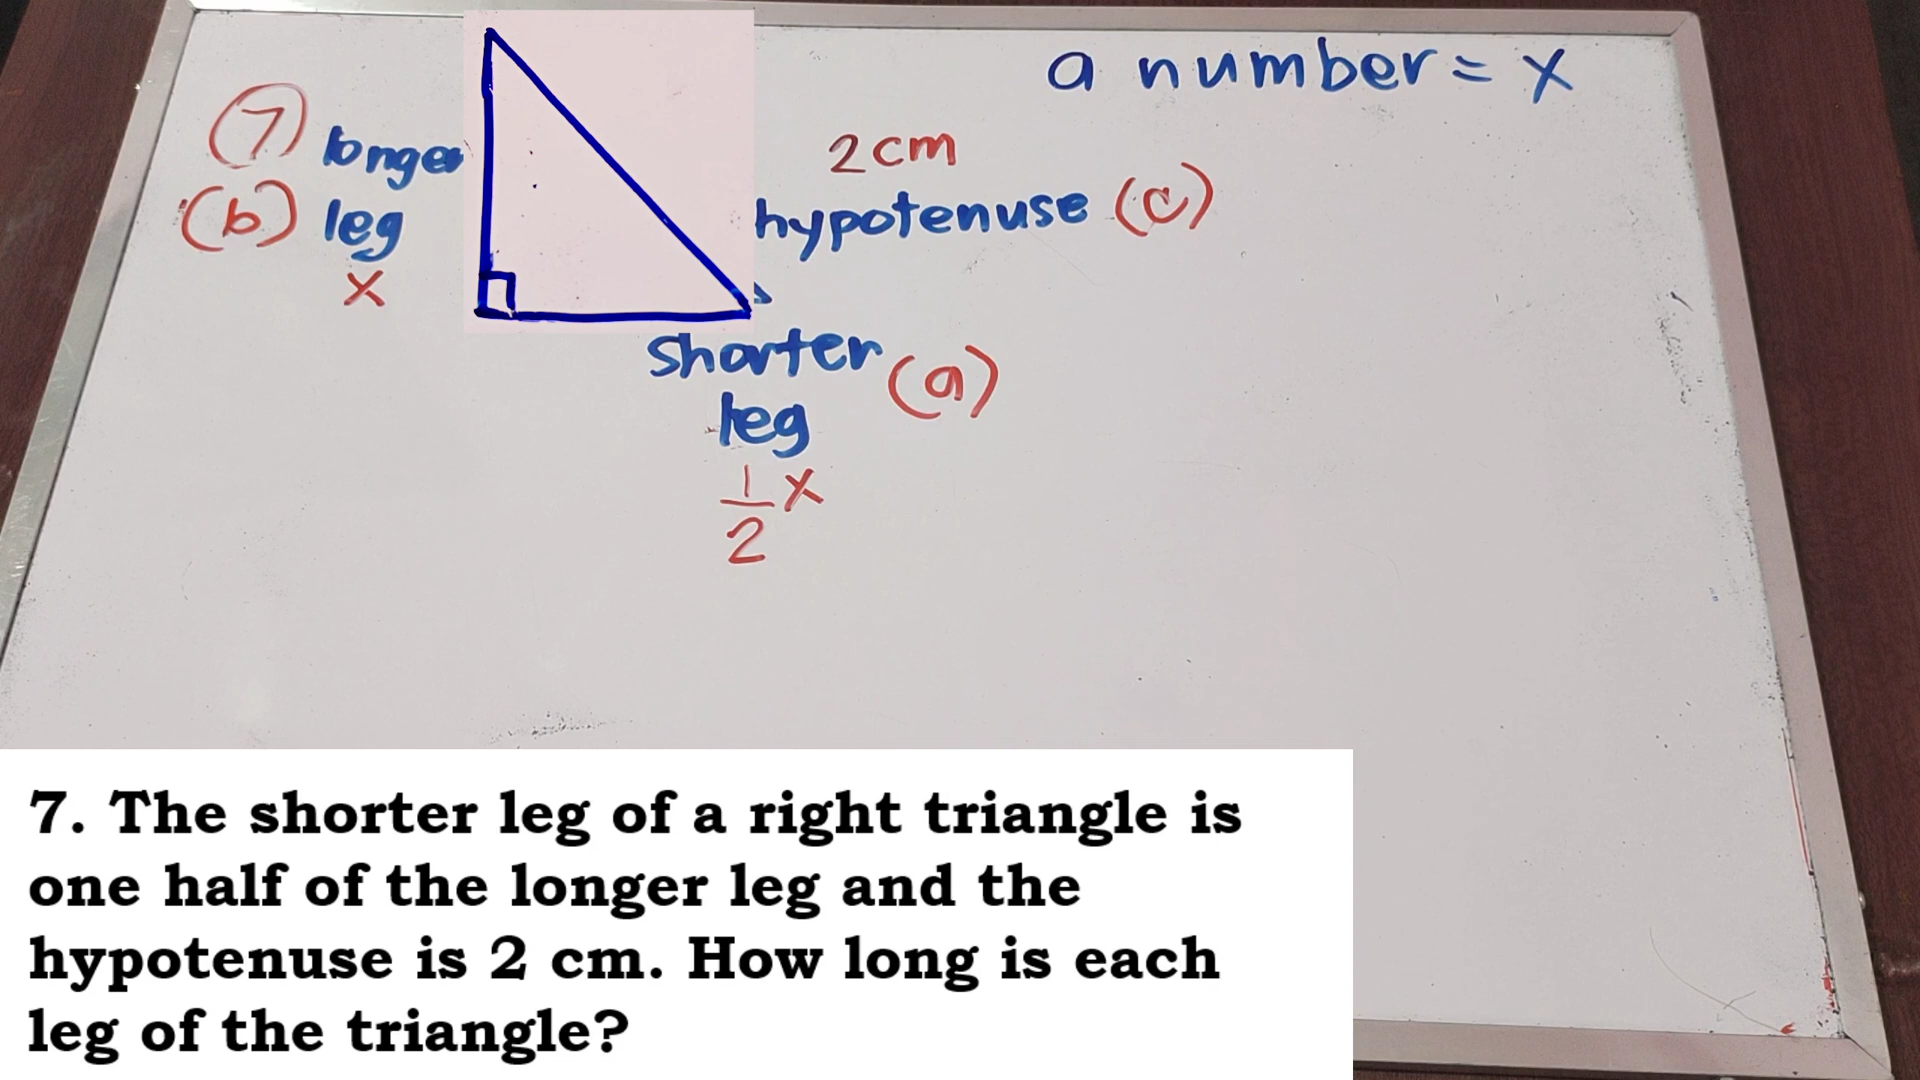 a number = x
7 longer
(b) leg
x
2cm
hypotenuse (c)
shorter (a)
leg
1/2 x
7. The shorter leg of a right triangle is
one half of the longer leg and the
hypotenuse is 2 cm. How long is each
leg of the triangle?